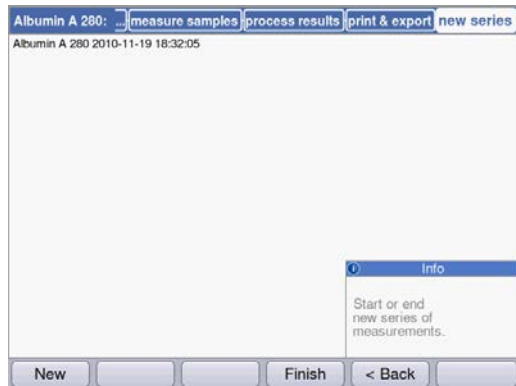 Albumin A 280: ... measure samples process results print & export new series
Albumin A 280 2010-11-19 18:32:05
Info
Start or end
new series of
measurements.
New Finish < Back